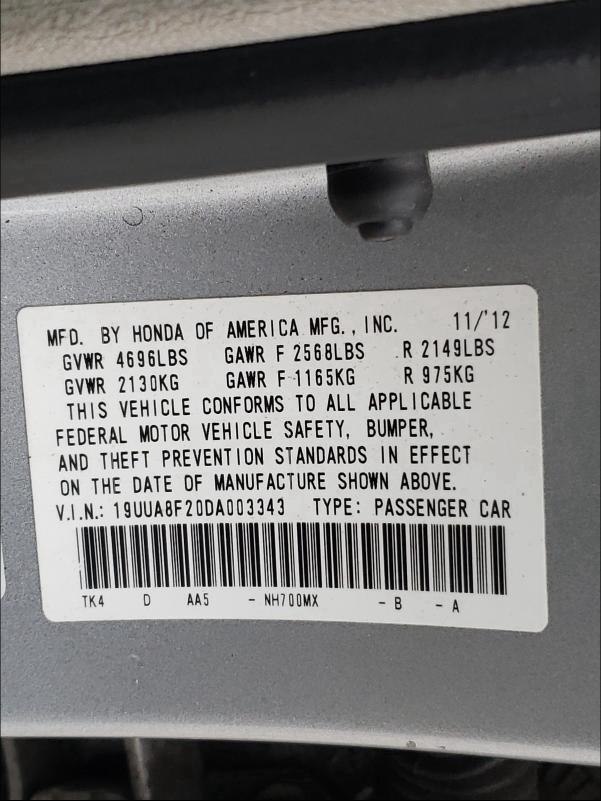 MFD. BY HONDA OF AMERICA MFG., INC. 11/'12
GVWR 4696LBS GAWR F 2568LBS R 2149LBS
GVWR 2130KG GAWR F 1165KG R 975KG
THIS VEHICLE CONFORMS TO ALL APPLICABLE
FEDERAL MOTOR VEHICLE SAFETY, BUMPER,
AND THEFT PREVENTION STANDARDS IN EFFECT
ON THE DATE OF MANUFACTURE SHOWN ABOVE.
V.I.N.: 19UUA8F20DA003343 TYPE: PASSENGER CAR
TK4 D AA5 - NH700MX - B - A